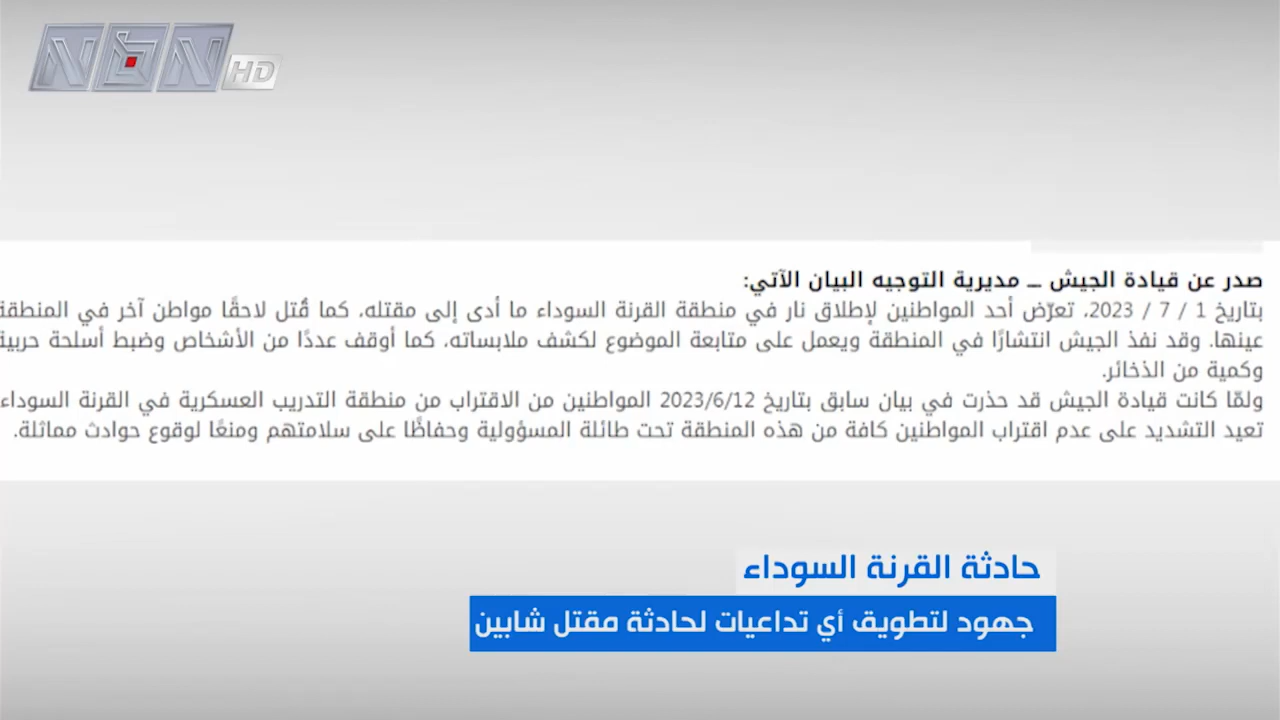 NBN HD
صدر عن قيادة الجيش ــ مديرية التوجيه البيان الآتي:
بتاريخ 1 / 7 / 2023، تعرّض أحد المواطنين لإطلاق نار في منطقة القرنة السوداء ما أدى إلى مقتله، كما قُتل لاحقًا مواطن آخر في المنطقة
عينها. وقد نفذ الجيش انتشارًا في المنطقة ويعمل على متابعة الموضوع لكشف ملابساته، كما أوقف عددًا من الأشخاص وضبط أسلحة حربية
وكمية من الذخائر.
ولمّا كانت قيادة الجيش قد حذرت في بيان سابق بتاريخ 2023/6/12 المواطنين من الاقتراب من منطقة التدريب العسكرية في القرنة السوداء،
تعيد التشديد على عدم اقتراب المواطنين كافة من هذه المنطقة تحت طائلة المسؤولية وحفاظًا على سلامتهم ومنعًا لوقوع حوادث مماثلة.
حادثة القرنة السوداء
جهود لتطويق أي تداعيات لحادثة مقتل شابين